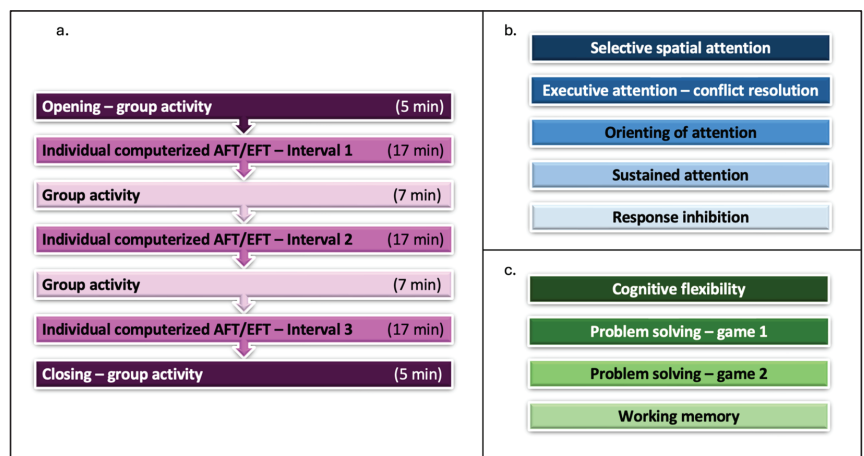 a.
Opening – group activity (5 min)
Individual computerized AFT/EFT – Interval 1 (17 min)
Group activity (7 min)
Individual computerized AFT/EFT – Interval 2 (17 min)
Group activity (7 min)
Individual computerized AFT/EFT – Interval 3 (17 min)
Closing – group activity (5 min)
b.
Selective spatial attention
Executive attention – conflict resolution
Orienting of attention
Sustained attention
Response inhibition
c.
Cognitive flexibility
Problem solving – game 1
Problem solving – game 2
Working memory